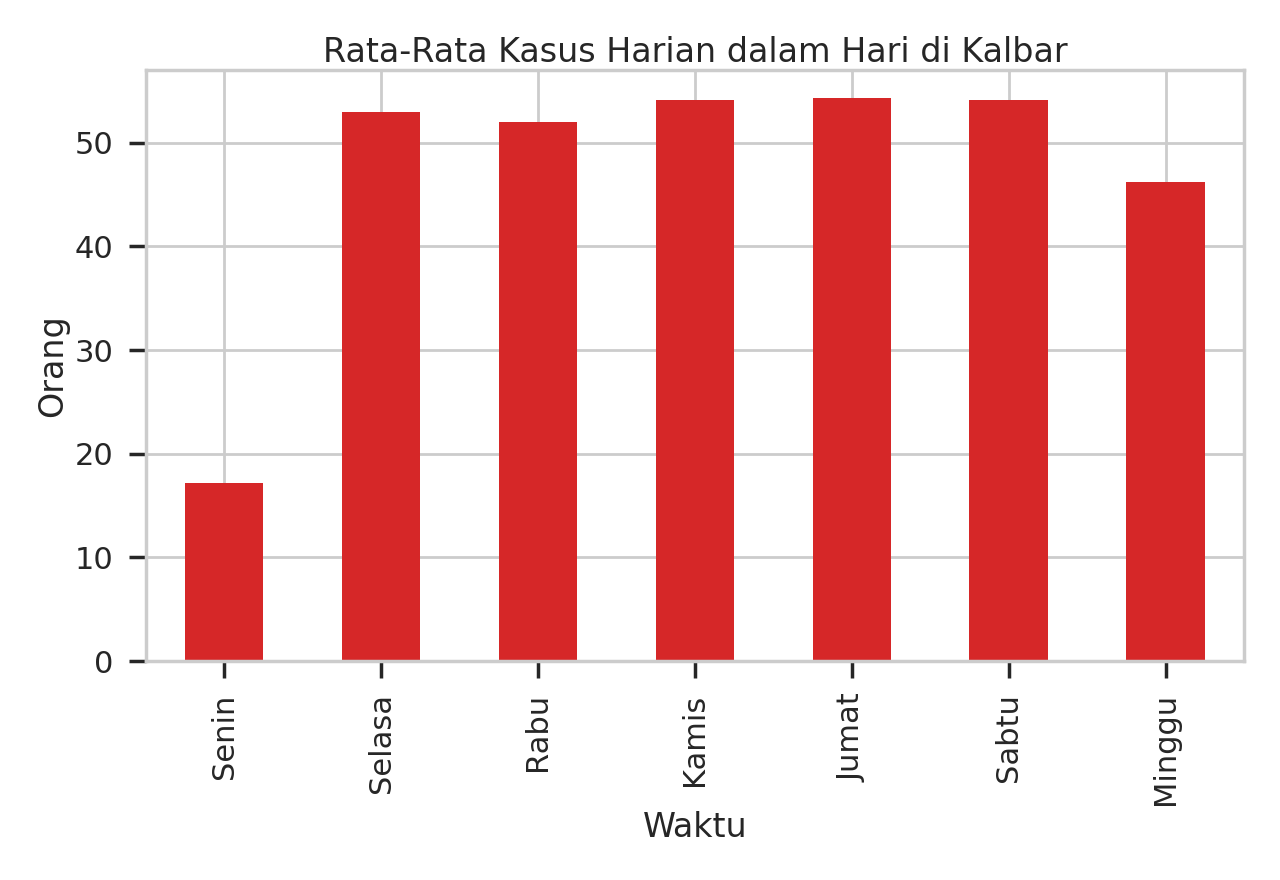 Rata-Rata Kasus Harian dalam Hari di Kalbar
Orang
50
40
30
20
10
0
Senin
Selasa
Rabu
Kamis
Jumat
Sabtu
Minggu
Waktu